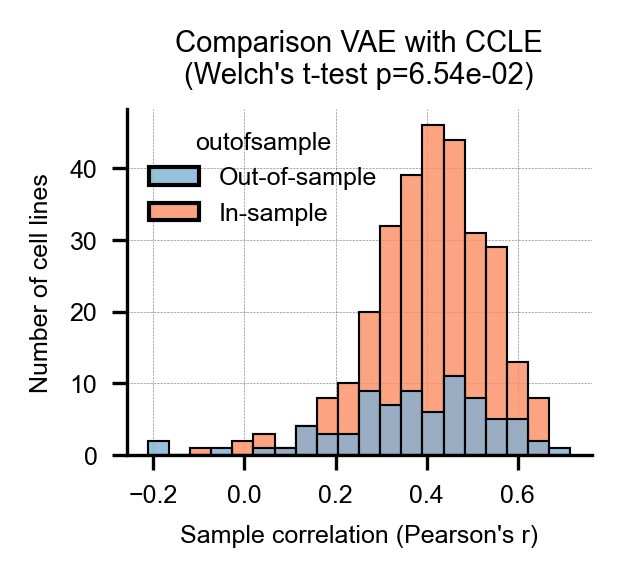 Comparison VAE with CCLE
(Welch's t-test p=6.54e-02)
outofsample
Out-of-sample
In-sample
Number of cell lines
40
30
20
10
0
−0.2
0.0
0.2
0.4
0.6
Sample correlation (Pearson's r)